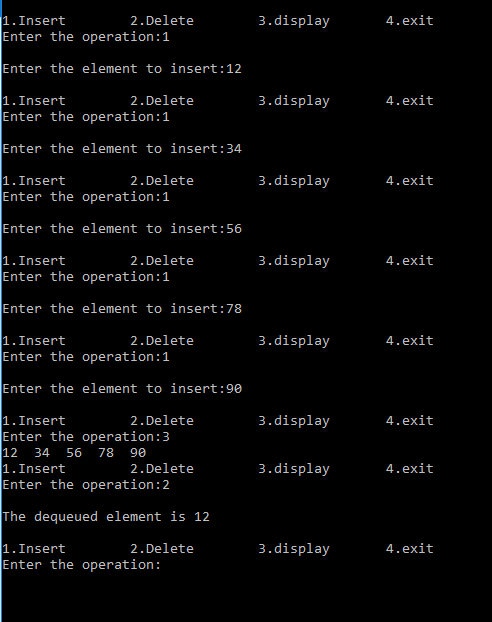 1.Insert        2.Delete        3.display       4.exit
Enter the operation:1
Enter the element to insert:12
1.Insert        2.Delete        3.display       4.exit
Enter the operation:1
Enter the element to insert:34
1.Insert        2.Delete        3.display       4.exit
Enter the operation:1
Enter the element to insert:56
1.Insert        2.Delete        3.display       4.exit
Enter the operation:1
Enter the element to insert:78
1.Insert        2.Delete        3.display       4.exit
Enter the operation:1
Enter the element to insert:90
1.Insert        2.Delete        3.display       4.exit
Enter the operation:3
12  34  56  78  90
1.Insert        2.Delete        3.display       4.exit
Enter the operation:2
The dequeued element is 12
1.Insert        2.Delete        3.display       4.exit
Enter the operation: